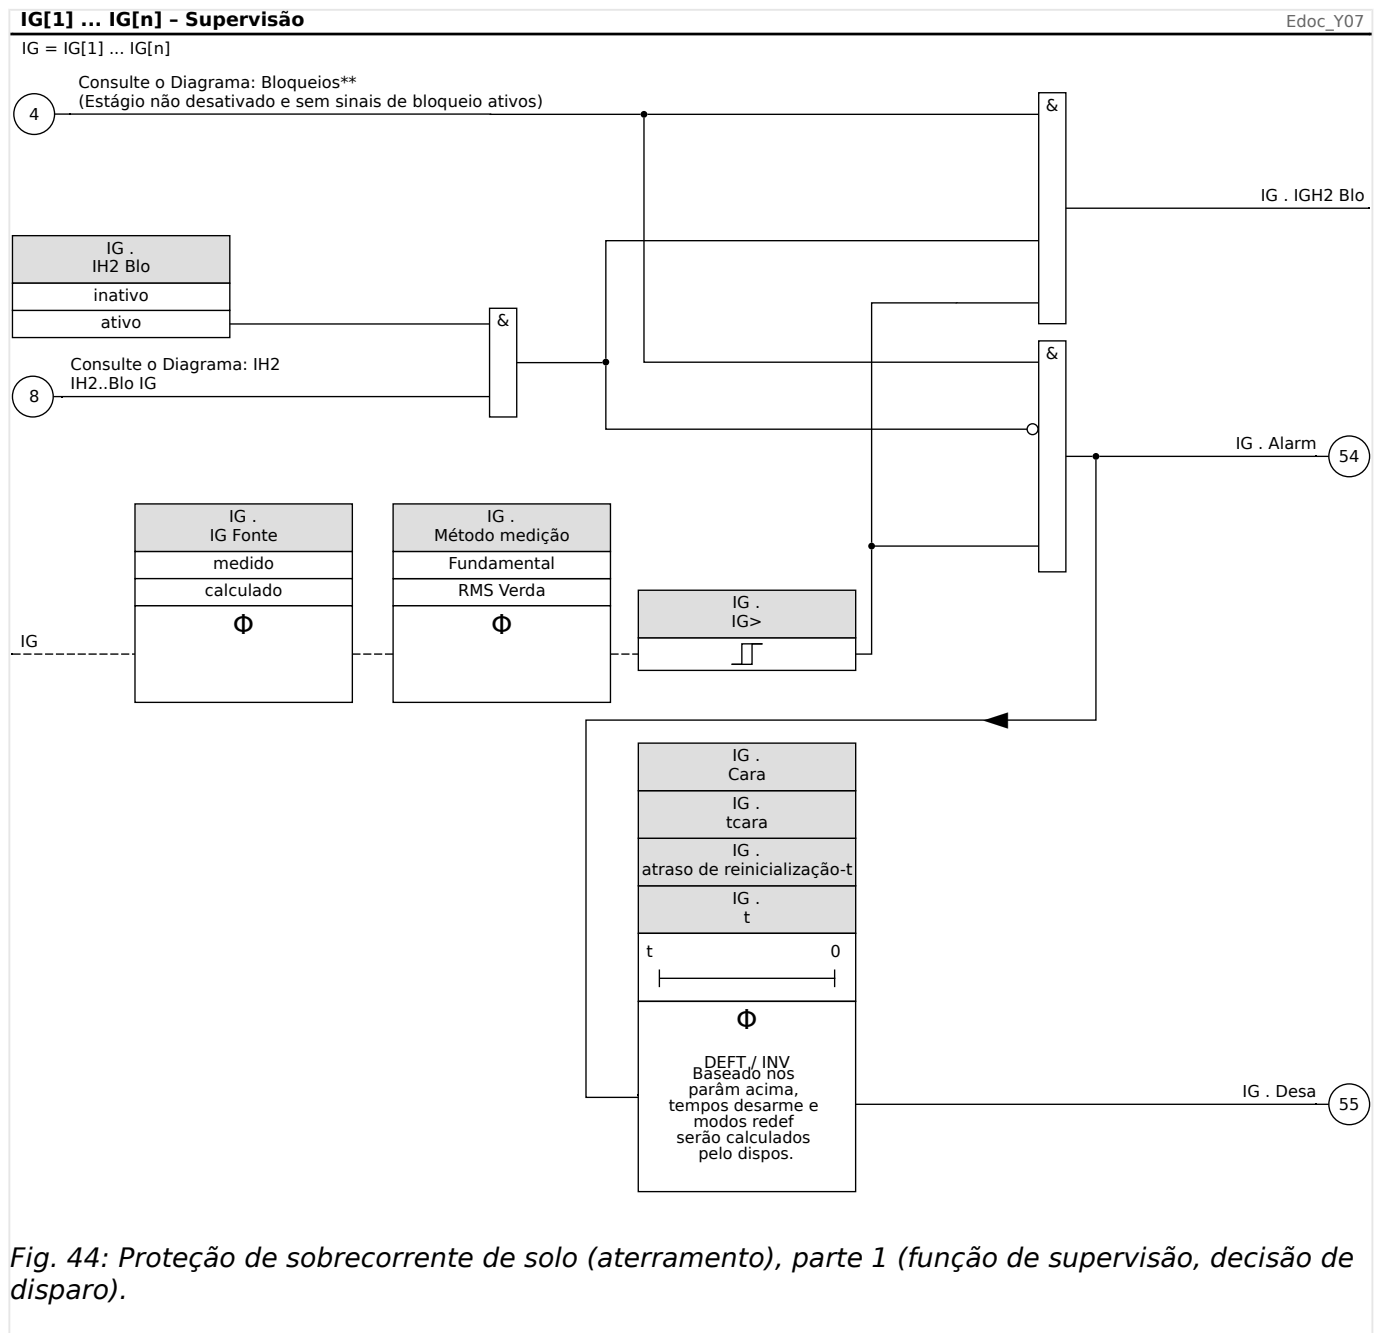 IG[1] ... IG[n] – Supervisão
Edoc_Y07
IG = IG[1] ... IG[n]
Consulte o Diagrama: Bloqueios**
(Estágio não desativado e sem sinais de bloqueio ativos)
4
&
IG . IGH2 Blo
IG .
IH2 Blo
inativo
ativo
&
Consulte o Diagrama: IH2
IH2..Blo IG
8
&
IG . Alarm
54
IG .
IG Fonte
medido
calculado
Φ
IG .
Método medição
Fundamental
RMS Verda
Φ
IG .
IG>
IG
IG .
Cara
IG .
tcara
IG .
atraso de reinicialização-t
IG .
t
t 0
Φ
DEFT / INV
Baseado nos
parâm acima,
tempos desarme e
modos redef
serão calculados
pelo dispos.
IG . Desa
55
Fig. 44: Proteção de sobrecorrente de solo (aterramento), parte 1 (função de supervisão, decisão de
disparo).